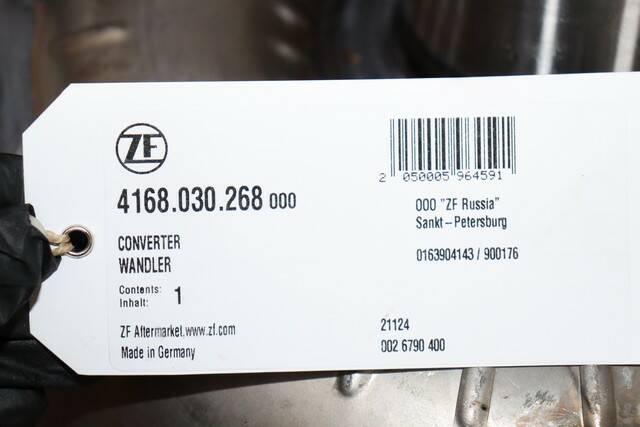 ZF
4168.030.268 000
CONVERTER
WANDLER
Contents:
Inhalt: 1
ZF Aftermarket,www.zf.com
Made in Germany
2 050005 964591
000 "ZF Russia"
Sankt-Petersburg
0163904143 / 900176
21124
002 6790 400